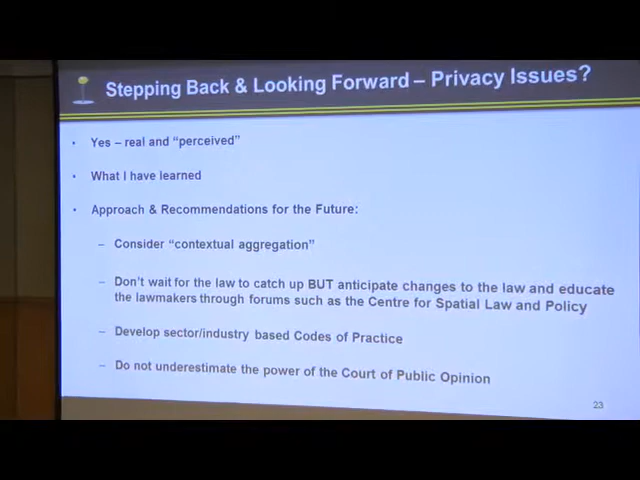 Stepping Back & Looking Forward – Privacy Issues?
• Yes – real and “perceived”
• What I have learned
• Approach & Recommendations for the Future:
– Consider “contextual aggregation”
– Don’t wait for the law to catch up BUT anticipate changes to the law and educate
the lawmakers through forums such as the Centre for Spatial Law and Policy
– Develop sector/industry based Codes of Practice
– Do not underestimate the power of the Court of Public Opinion
23